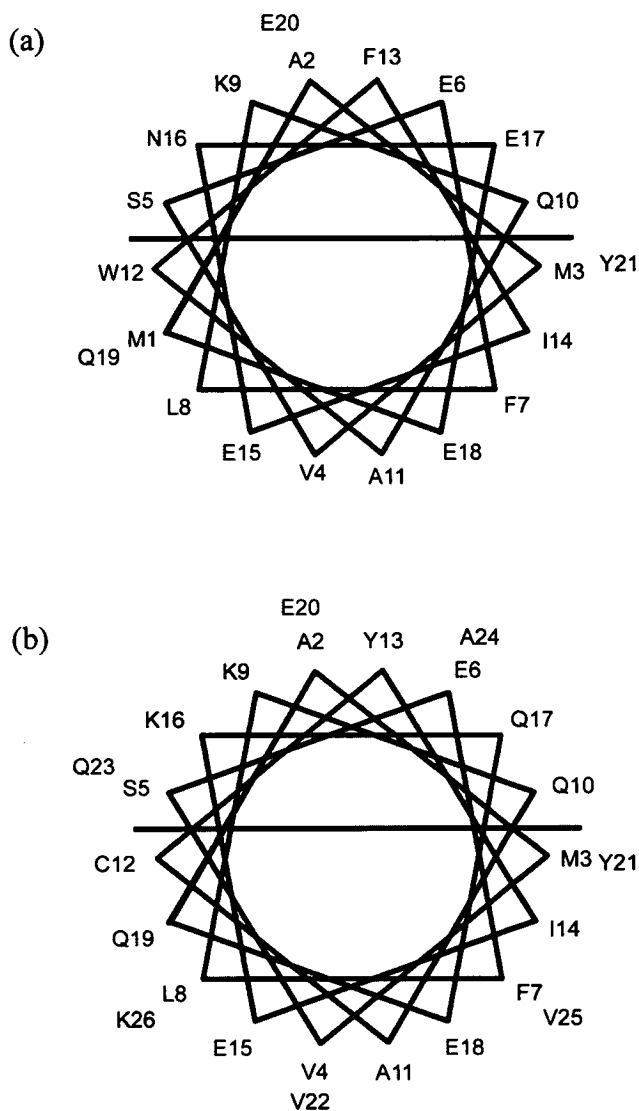 (a)
E20
A2 F13
K9 E6
N16 E17
S5 Q10
W12 M3 Y21
M1 I14
Q19
L8 F7
E15 E18
V4 A11
(b)
E20
A2 Y13 A24
K9 E6
K16 Q17
Q23
S5 Q10
C12 M3 Y21
Q19 I14
L8 F7
K26 V25
E15 E18
V4 A11
V22